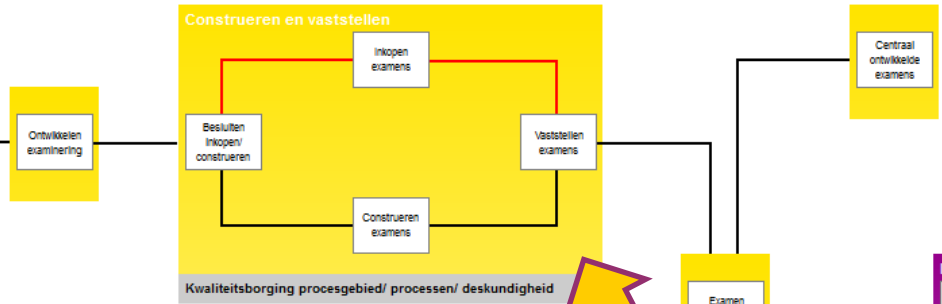 Construeren en vaststellen
Inkopen
examens
Centraal
ontwikkelde
examens
Ontwikkelen
examinering
Besluiten
inkopen/
construeren
Vaststellen
examens
Construeren
examens
Kwaliteitsborging procesgebied/ processen/ deskundigheid
Examen